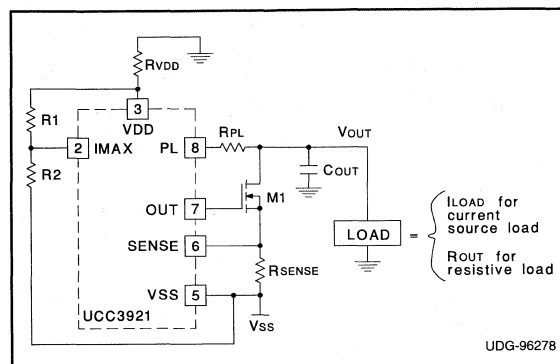 RVDD
R1
3
VDD
2
IMAX
PL
8
RPL
VOUT
R2
COUT
M1
OUT
7
LOAD
=
ILOAD for
current
source load
ROUT for
resistive load
SENSE
6
RSENSE
VSS
5
UCC3921
VSS
UDG-96278